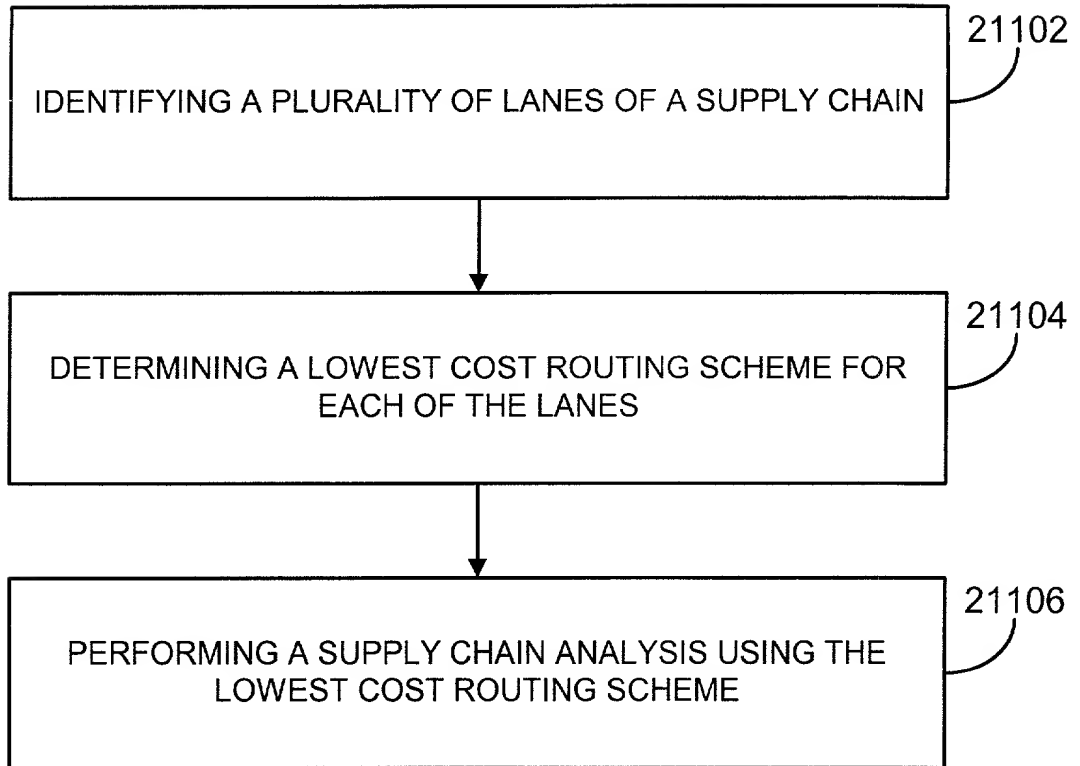 21102
IDENTIFYING A PLURALITY OF LANES OF A SUPPLY CHAIN
21104
DETERMINING A LOWEST COST ROUTING SCHEME FOR
EACH OF THE LANES
21106
PERFORMING A SUPPLY CHAIN ANALYSIS USING THE
LOWEST COST ROUTING SCHEME